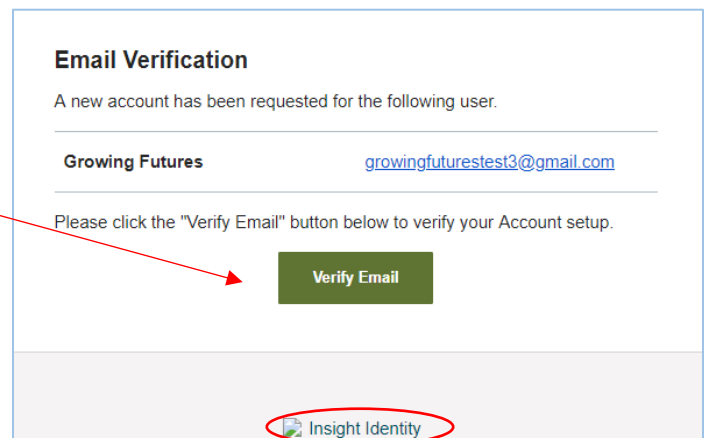 Email Verification
A new account has been requested for the following user.
Growing Futures growingfuturestest3@gmail.com
Please click the "Verify Email" button below to verify your Account setup.
Verify Email
Insight Identity